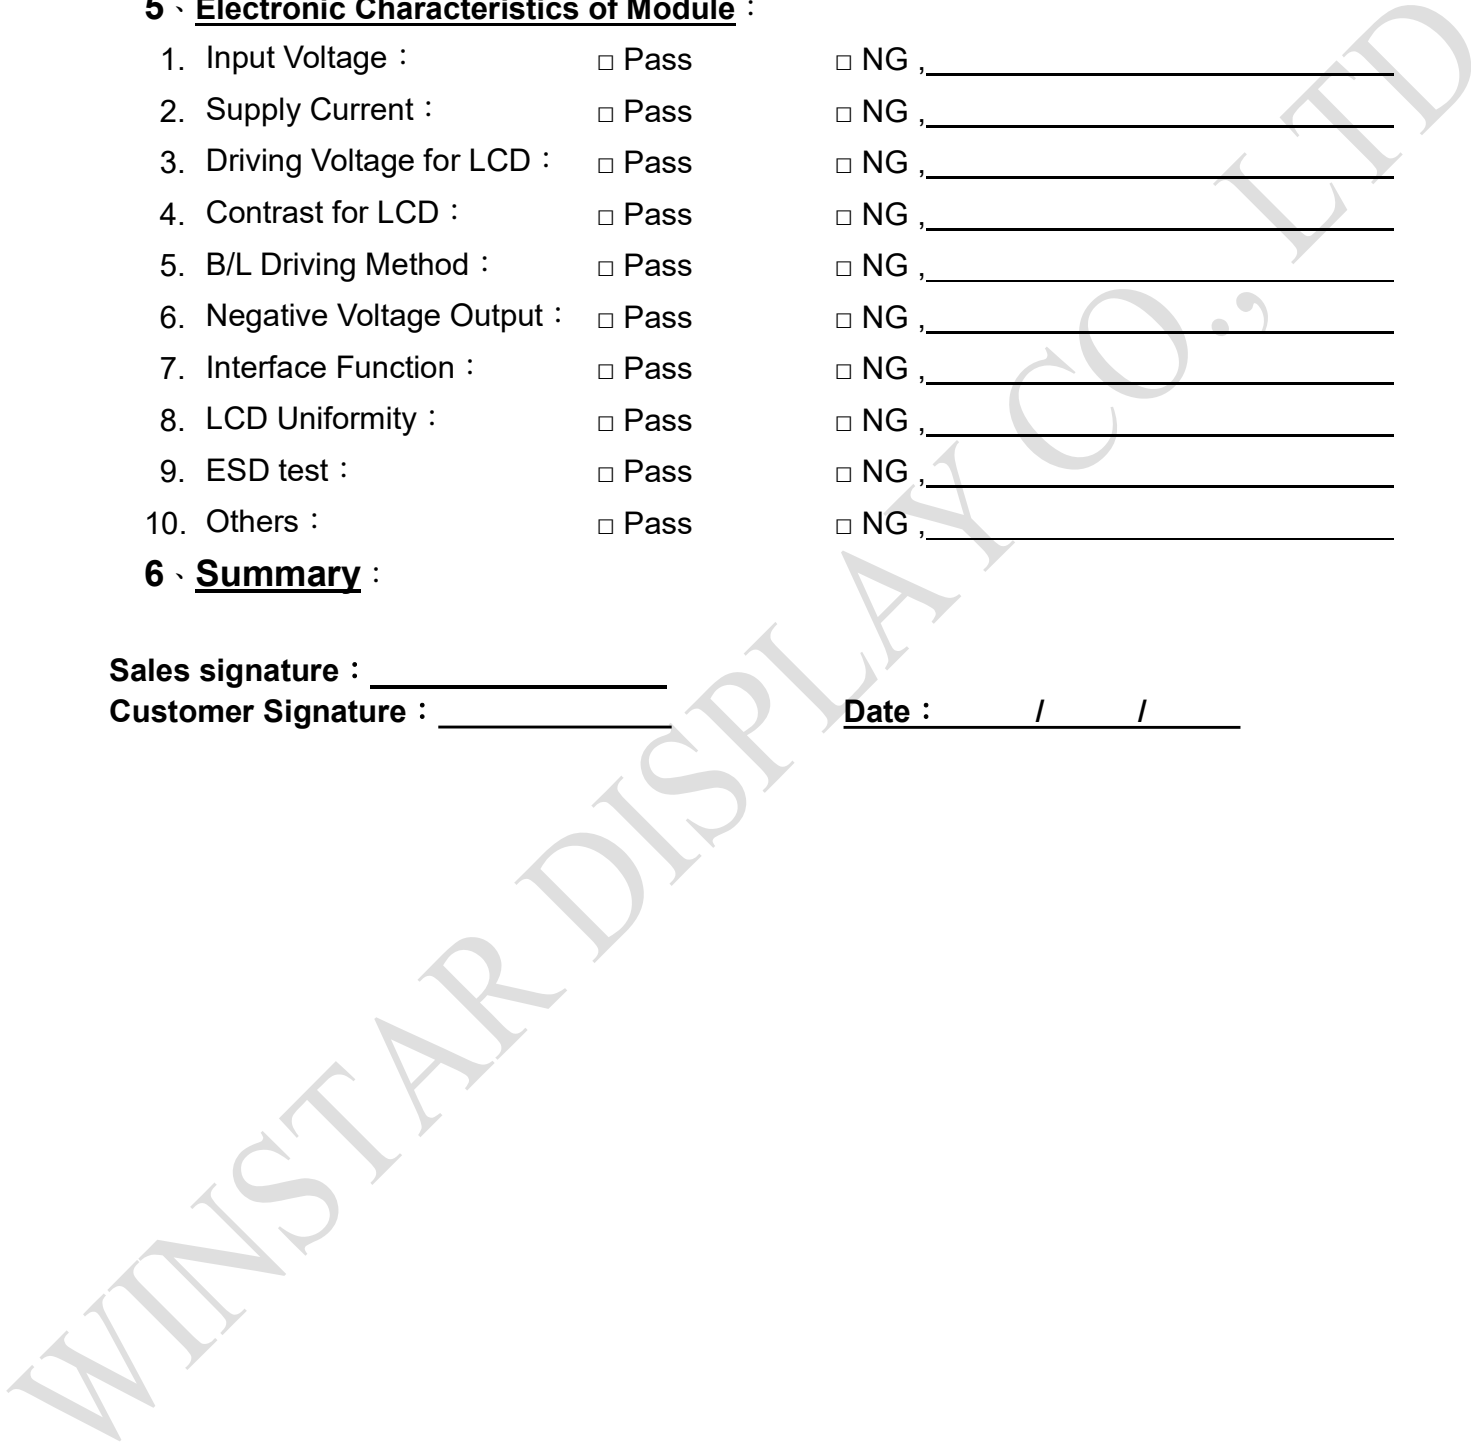 5、Electronic Characteristics of Module：
1. Input Voltage： □ Pass □ NG ,
2. Supply Current： □ Pass □ NG ,
3. Driving Voltage for LCD： □ Pass □ NG ,
4. Contrast for LCD： □ Pass □ NG ,
5. B/L Driving Method： □ Pass □ NG ,
6. Negative Voltage Output： □ Pass □ NG ,
7. Interface Function： □ Pass □ NG ,
8. LCD Uniformity： □ Pass □ NG ,
9. ESD test： □ Pass □ NG ,
10. Others： □ Pass □ NG ,
6、Summary：
Sales signature：
Customer Signature： Date： / /
WINSTAR DISPLAY CO., LTD